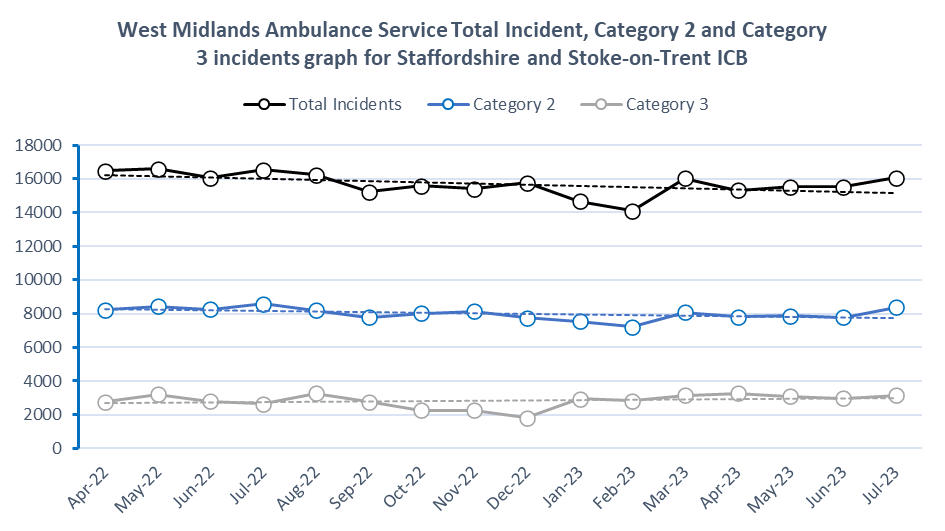 West Midlands Ambulance Service Total Incident, Category 2 and Category
3 incidents graph for Staffordshire and Stoke-on-Trent ICB
Total Incidents Category 2 Category 3
18000
16000
14000
12000
10000
8000
6000
4000
2000
0
Apr-22 May-22 Jun-22 Jul-22 Aug-22 Sep-22 Oct-22 Nov-22 Dec-22 Jan-23 Feb-23 Mar-23 Apr-23 May-23 Jun-23 Jul-23